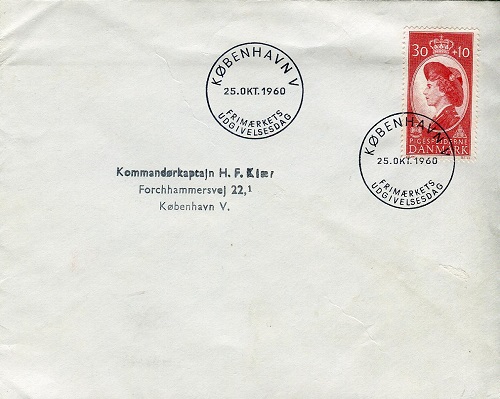 KØBENHAVN V
25.OKT.1960
FRIMÆRKETS
UDGIVELSESDAG
30 +10
PIGESPEJDERNE
DANMARK
KØBENHAVN V
25.OKT.1960
FRIMÆRKETS
UDGIVELSESDAG
Kommandørkaptajn H. F. Kiær
Forchhammersvej 22,¹
København V.